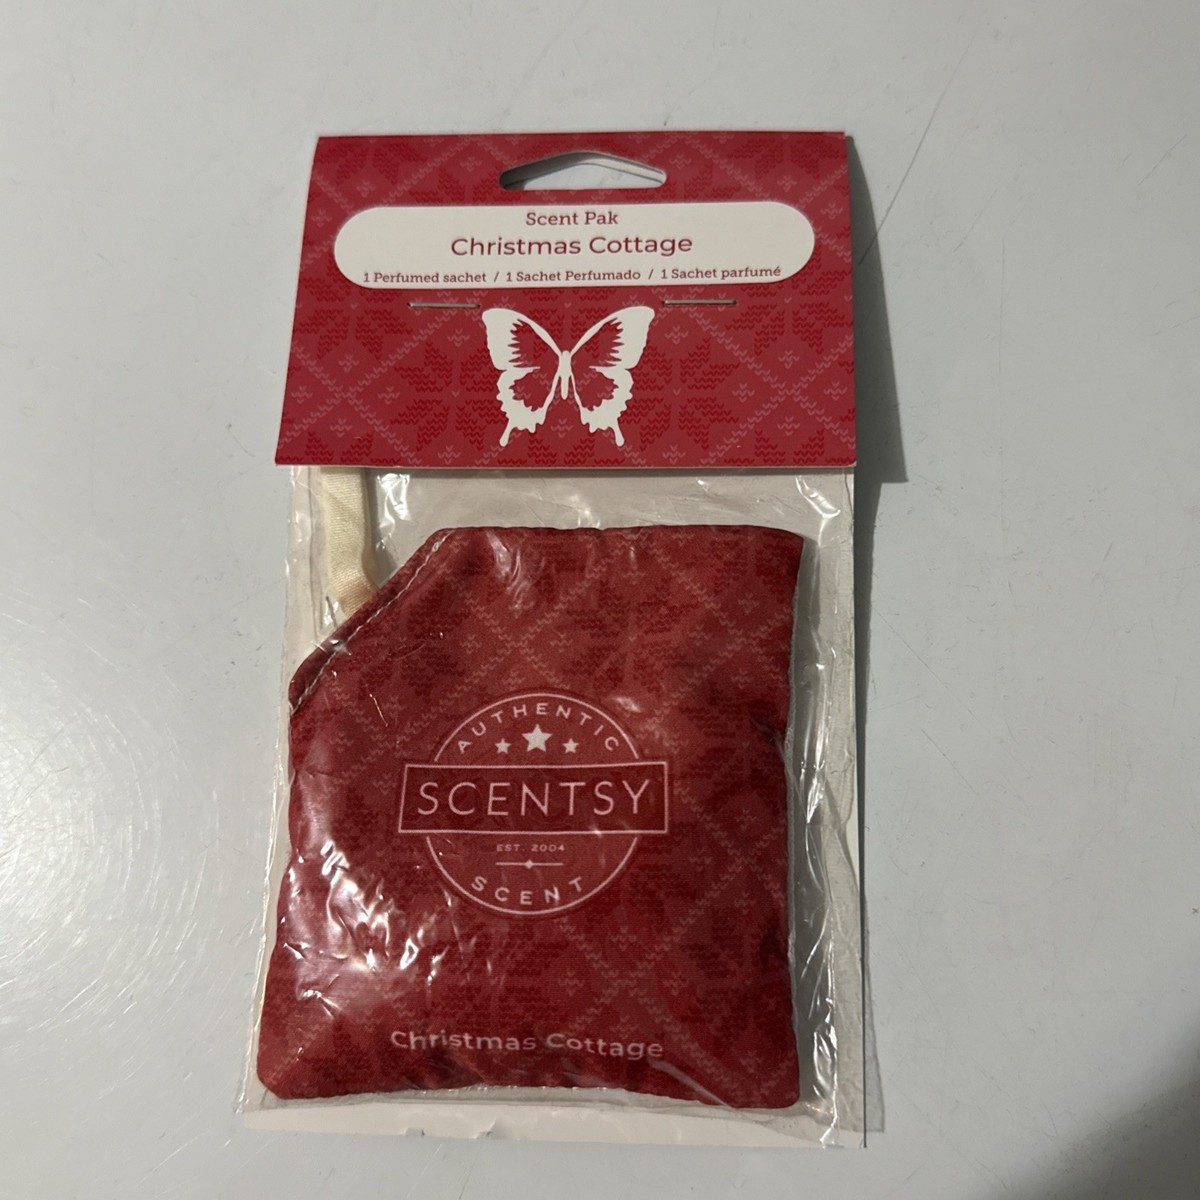 Scent Pak
Christmas Cottage
1 Perfumed sachet / 1 Sachet Perfumado / 1 Sachet parfumé
AUTHENTIC
SCENTSY
EST. 2004
SCENT
Christmas Cottage